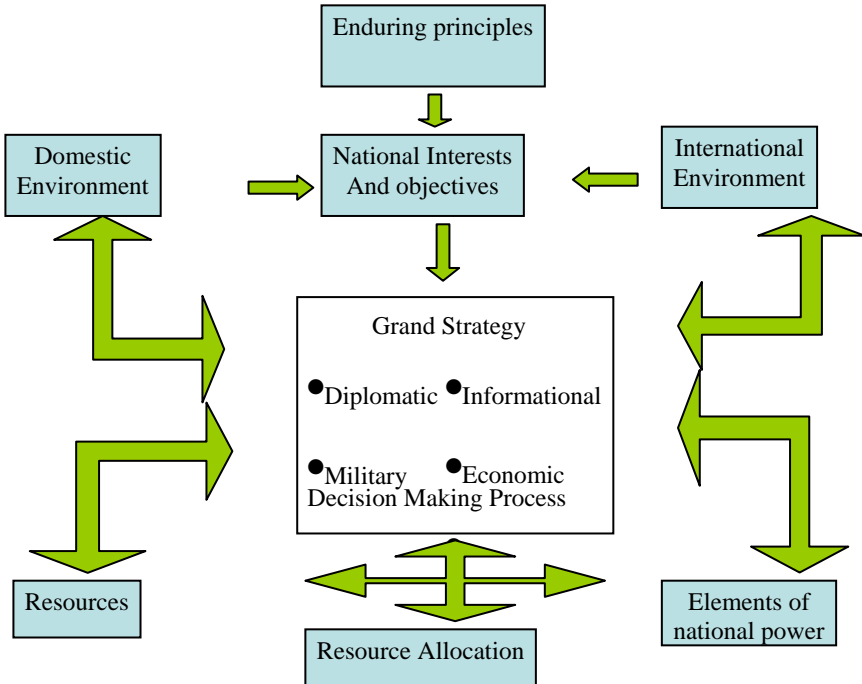 Enduring principles
Domestic
Environment
National Interests
And objectives
International
Environment
Grand Strategy
●Diplomatic ●Informational
●Military ●Economic
Decision Making Process
Resources
Resource Allocation
Elements of
national power